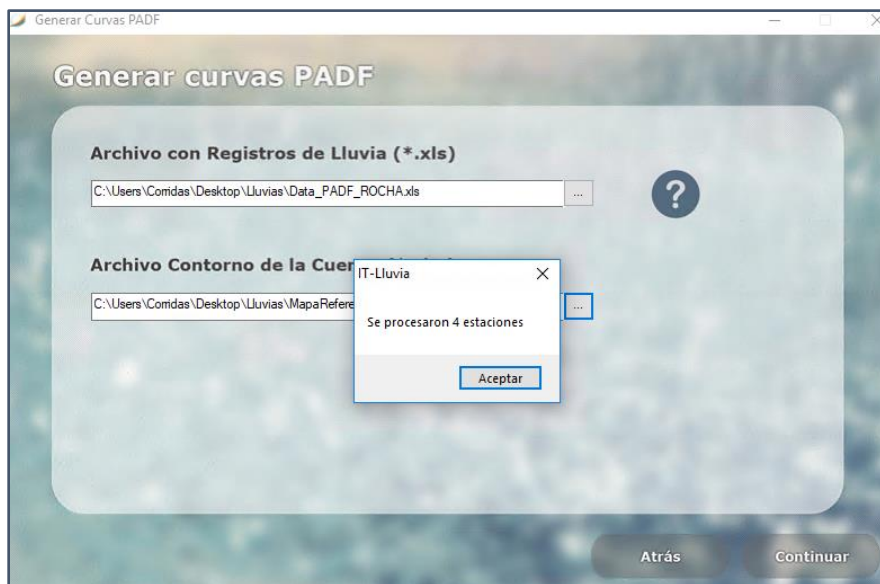 Generar Curvas PADF
Generar curvas PADF
Archivo con Registros de Lluvia (*.xls)
C:\Users\Corridas\Desktop\Lluvias\Data_PADF_ROCHA.xls
...
?
Archivo Contorno de la
C:\Users\Corridas\Desktop\Lluvias\MapaRefere
...
IT-Lluvia
Se procesaron 4 estaciones
Aceptar
Atrás
Continuar